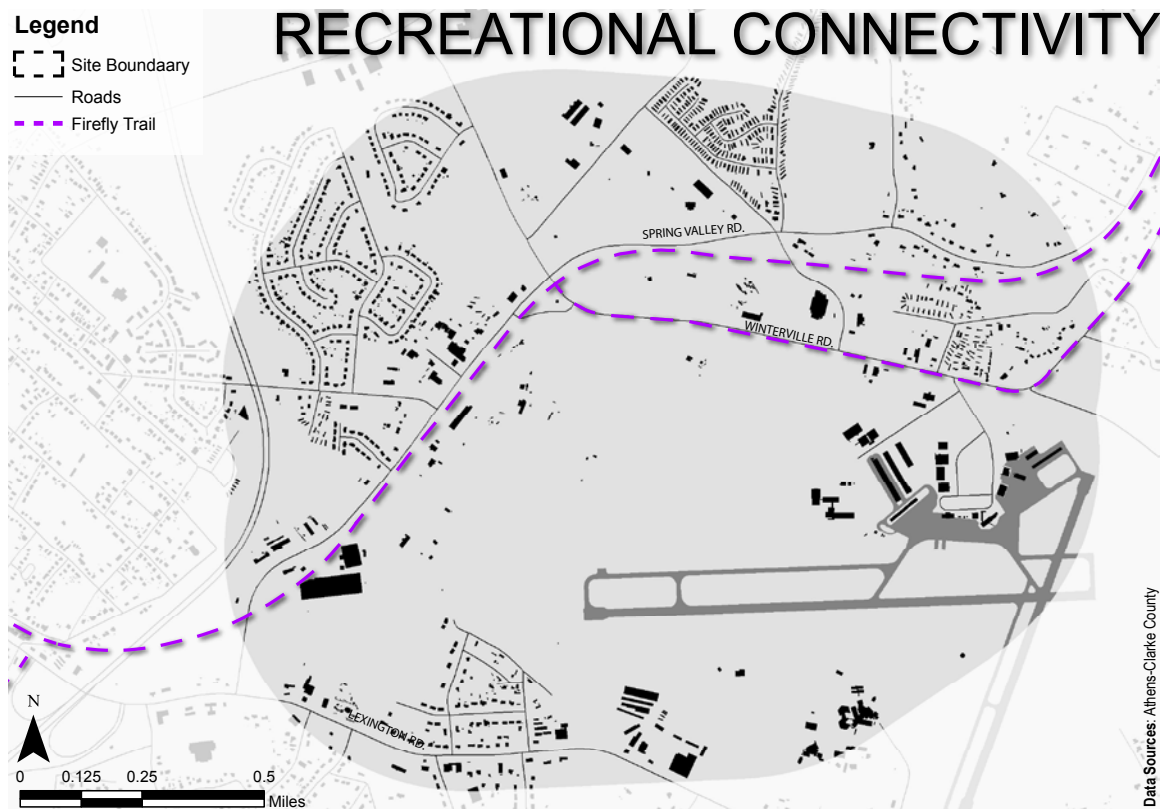 RECREATIONAL CONNECTIVITY
Legend
Site Boundaary
Roads
Firefly Trail
SPRING VALLEY RD.
WINTERVILLE RD.
LEXINGTON RD.
N
0 0.125 0.25 0.5
Miles
Data Sources: Athens-Clarke County